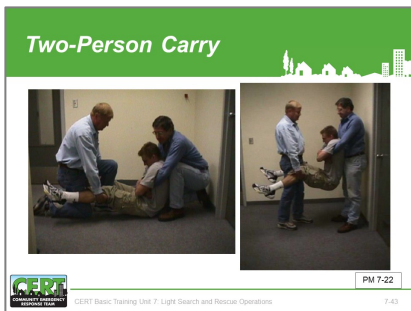 Two-Person Carry
PM 7-22
CERT
COMMUNITY EMERGENCY
RESPONSE TEAM
CERT Basic Training Unit 7: Light Search and Rescue Operations
7-43